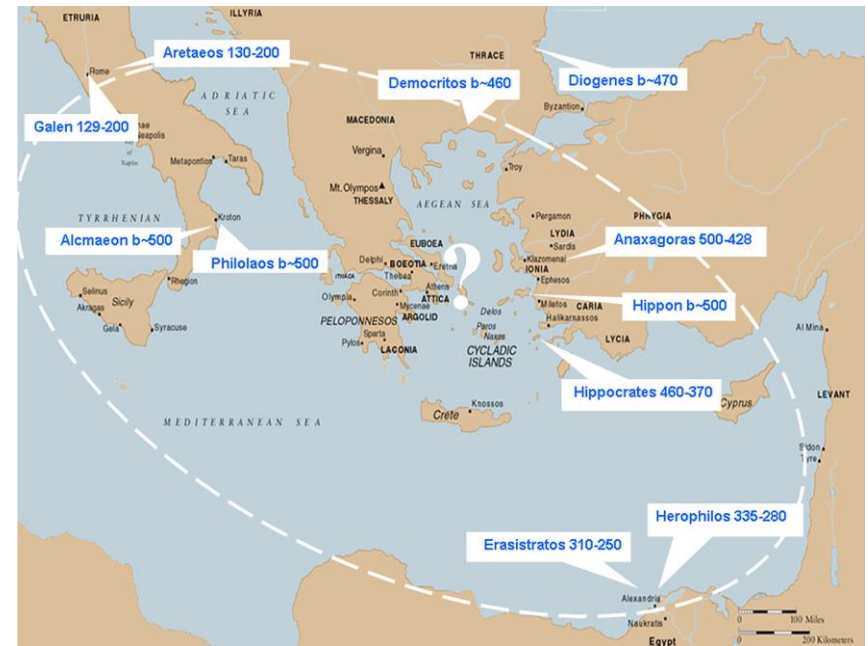 ETRURIA
ILLYRIA
Aretaeos 130-200
THRACE
Rome
Democritos b~460
Diogenes b~470
ADRIATIC
SEA
Byzantion
Galen 129-200
MACEDONIA
Neapolis
of
Naples
Vergina
Metapontion
Taras
Troy
Mt. Olympos
THESSALY
AEGEAN SEA
TYRRHENIAN
Kroton
Pergamon
PHRYGIA
LYDIA
Sardis
Alcmaeon b~500
EUBOEA
Anaxagoras 500-428
Philolaos b~500
Delphi
BOEOTIA
Eretria
?
Klazomenai
IONIA
Thebes
Ephesos
Rhegion
ITHACA
Selinus
Sicily
Corinth
Athens
ATTICA
Hippon b~500
Akragas
Olympia
Mycenae
Delos
Miletos
CARIA
Halikarnassos
ARGOLID
Gela
Syracuse
PELOPONNESOS
Paros
Naxos
Al Mina
Sparta
LYCIA
Pylos
LACONIA
CYCLADIC
ISLANDS
Hippocrates 460-370
LEVANT
Cyprus
Knossos
Crete
MEDITERRANEAN SEA
Sidon
Tyre
Herophilos 335-280
Erasistratos 310-250
Alexandria
Naukratis
Egypt
0
100 Miles
0
200 Kilometers